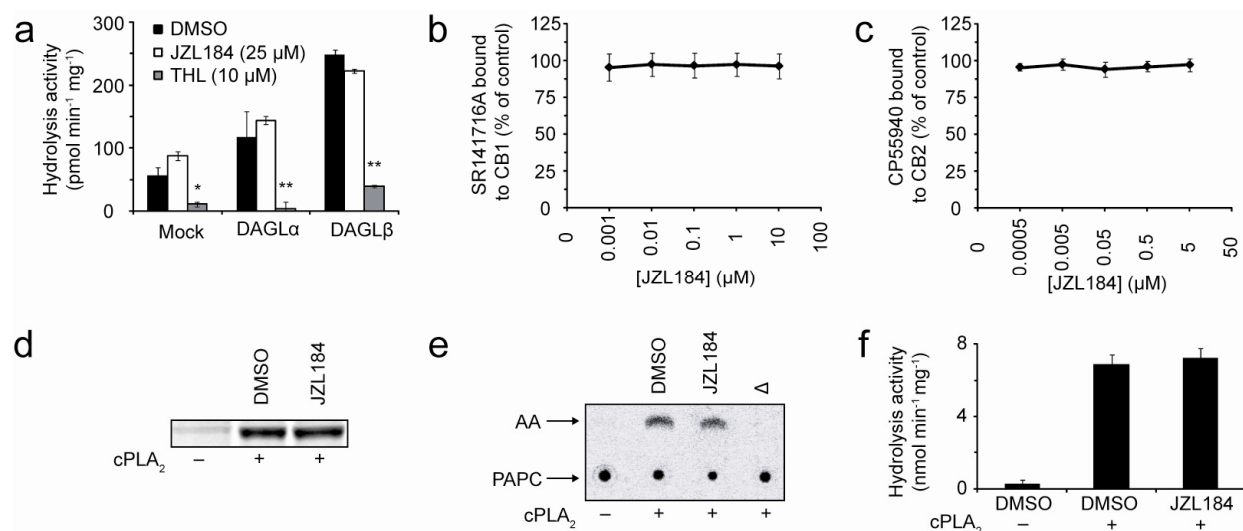 a
Hydrolysis activity
(pmol min⁻¹ mg⁻¹)
300
200
100
0
DMSO
JZL184 (25 µM)
THL (10 µM)
*
**
**
Mock
DAGLα
DAGLβ
b
SR141716A bound
to CB1 (% of control)
125
100
75
50
25
0
0
0.001
0.01
0.1
1
10
100
[JZL184] (µM)
c
CP55940 bound
to CB2 (% of control)
125
100
75
50
25
0
0
0.0005
0.005
0.05
0.5
5
50
[JZL184] (µM)
d
DMSO
JZL184
cPLA₂
– + +
e
DMSO
JZL184
Δ
AA
PAPC
cPLA₂ – + + +
f
Hydrolysis activity
(nmol min⁻¹ mg⁻¹)
8
4
0
DMSO DMSO JZL184
cPLA₂ – + +